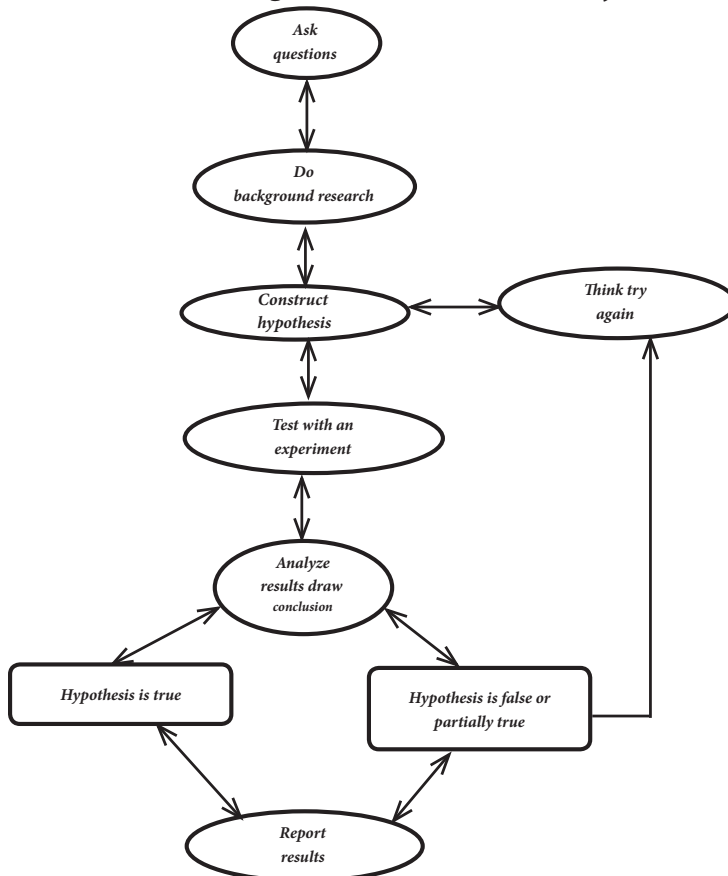 Ask
questions
Do
background research
Construct
hypothesis
Think try
again
Test with an
experiment
Analyze
results draw
conclusion
Hypothesis is true
Hypothesis is false or
partially true
Report
results